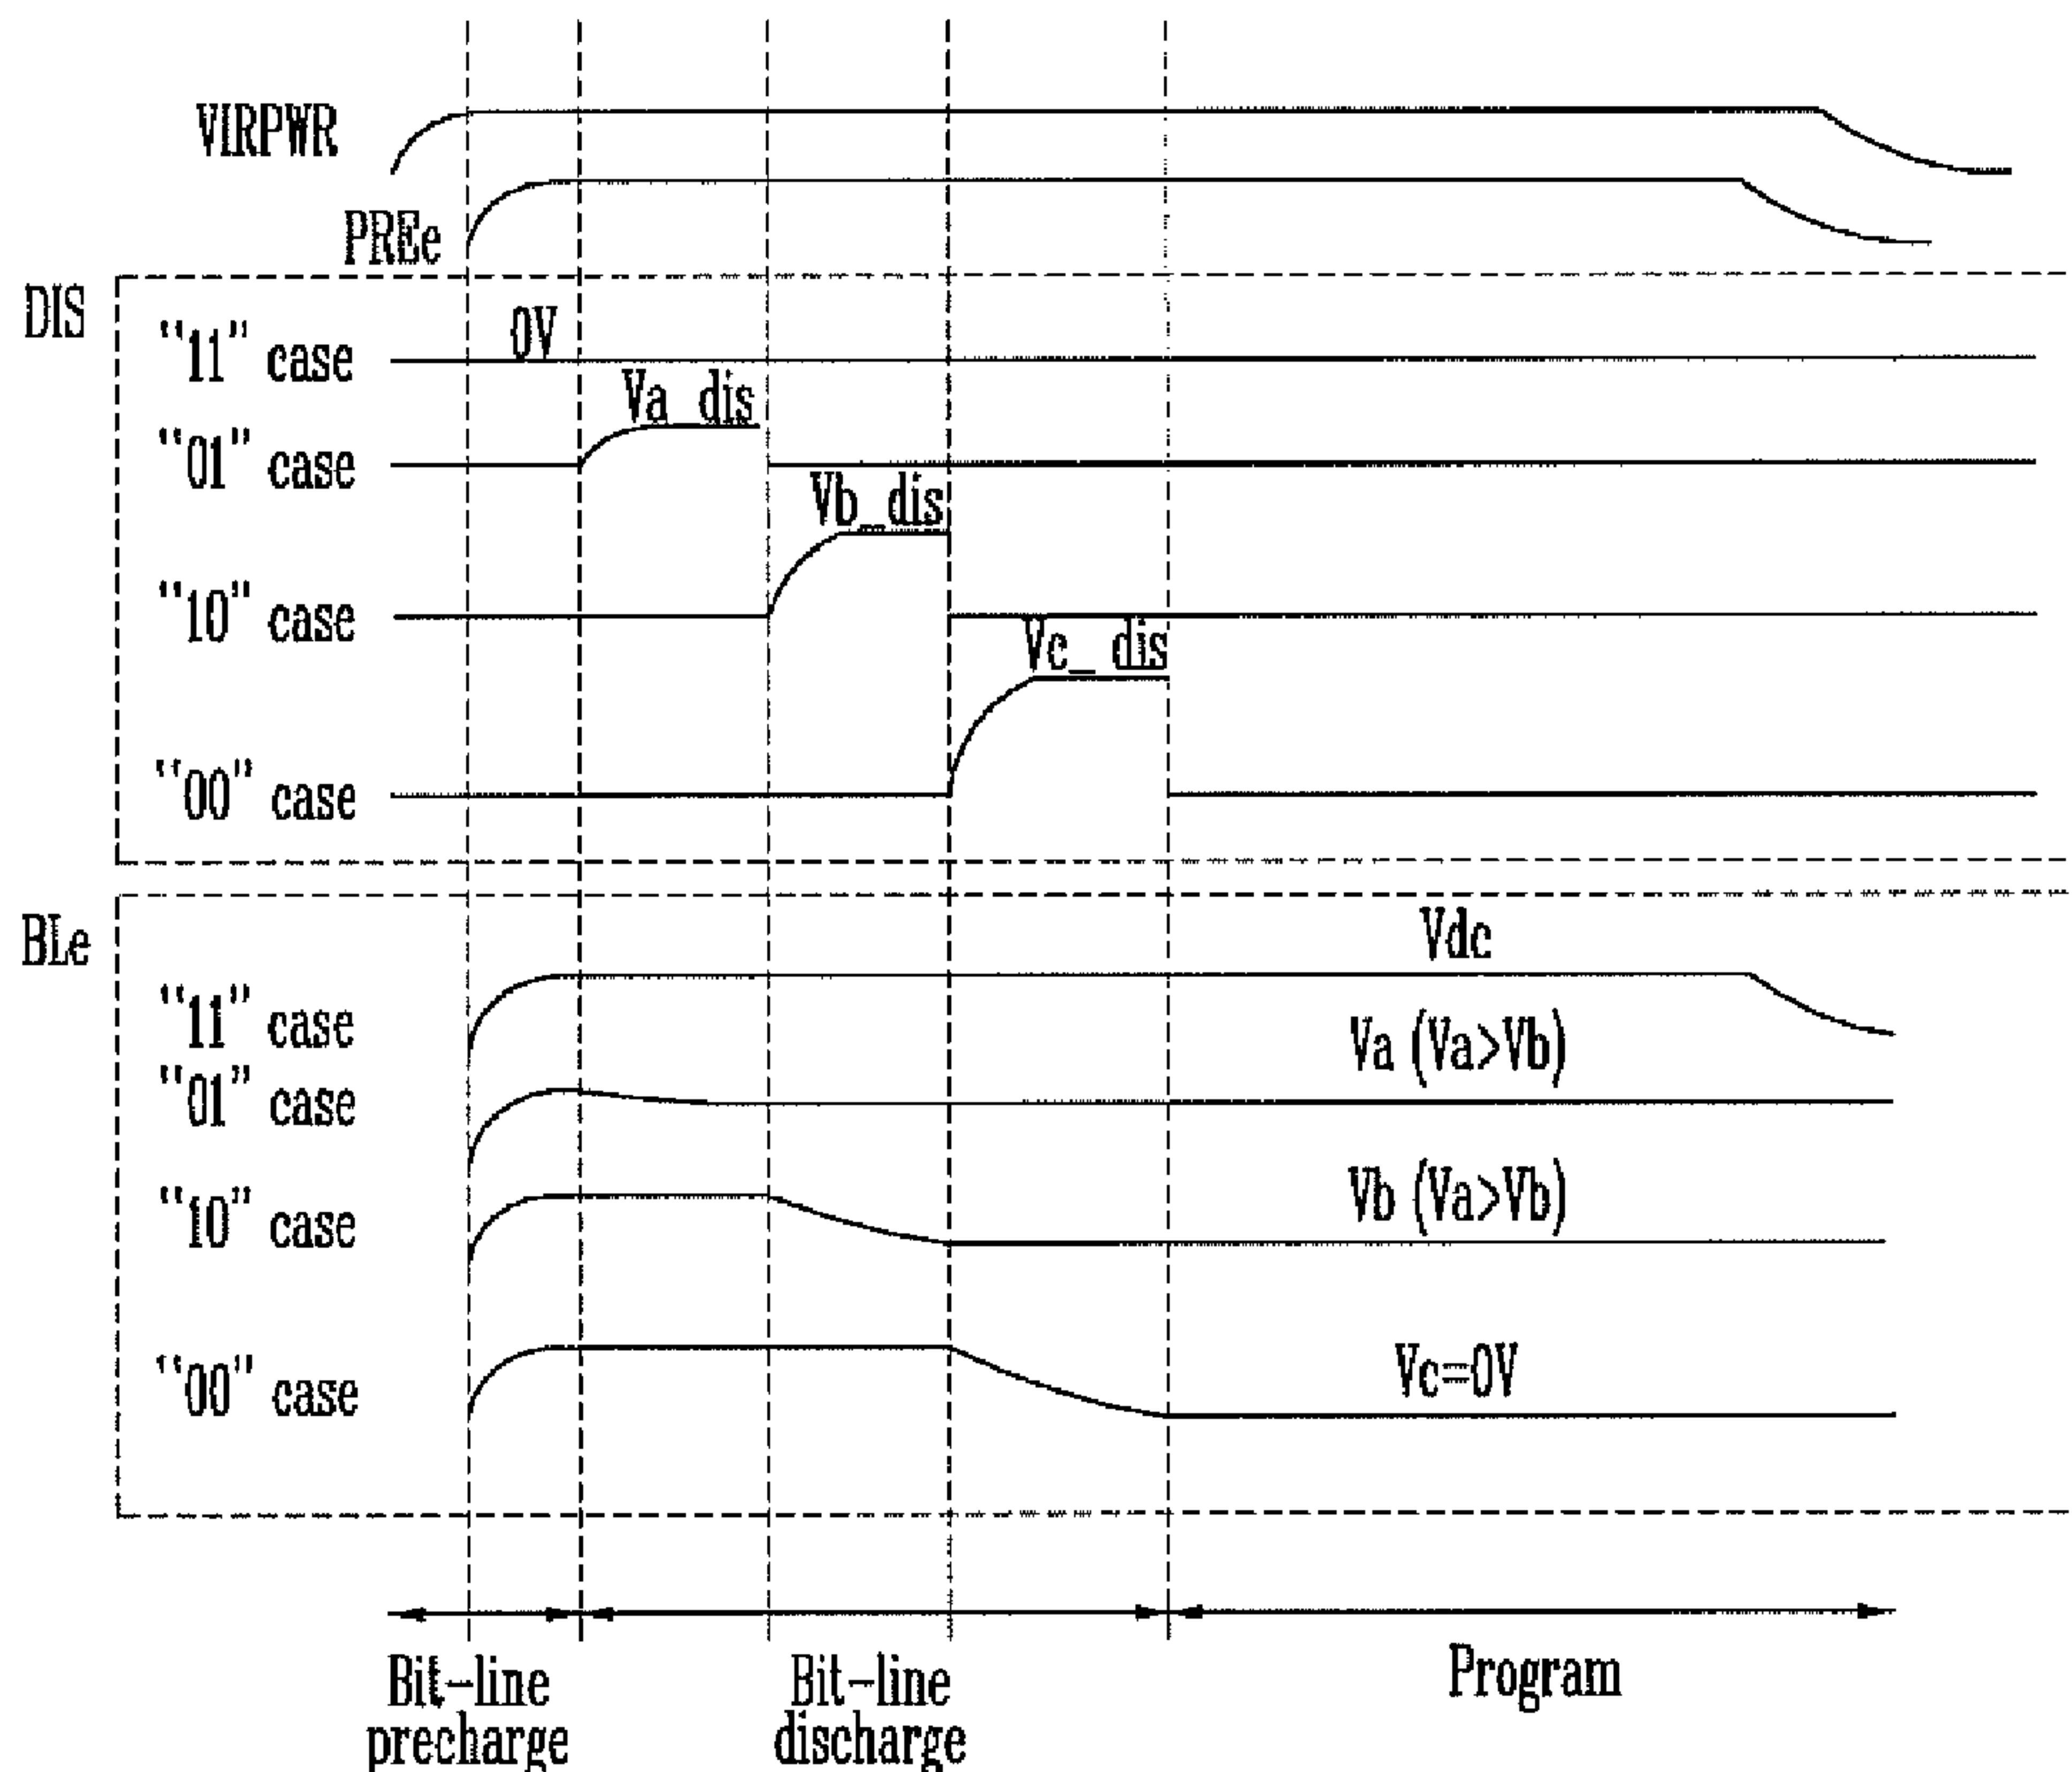 VIRPWR
PREe
DIS
"11" case
0V
"01" case
Va_dis
"10" case
Vb_dis
"00" case
Vc_ dis
BLe
"11" case
Vdc
"01" case
Va (Va>Vb)
"10" case
Vb (Va>Vb)
"00" case
Vc=0V
Bit-line
precharge
Bit-line
discharge
Program